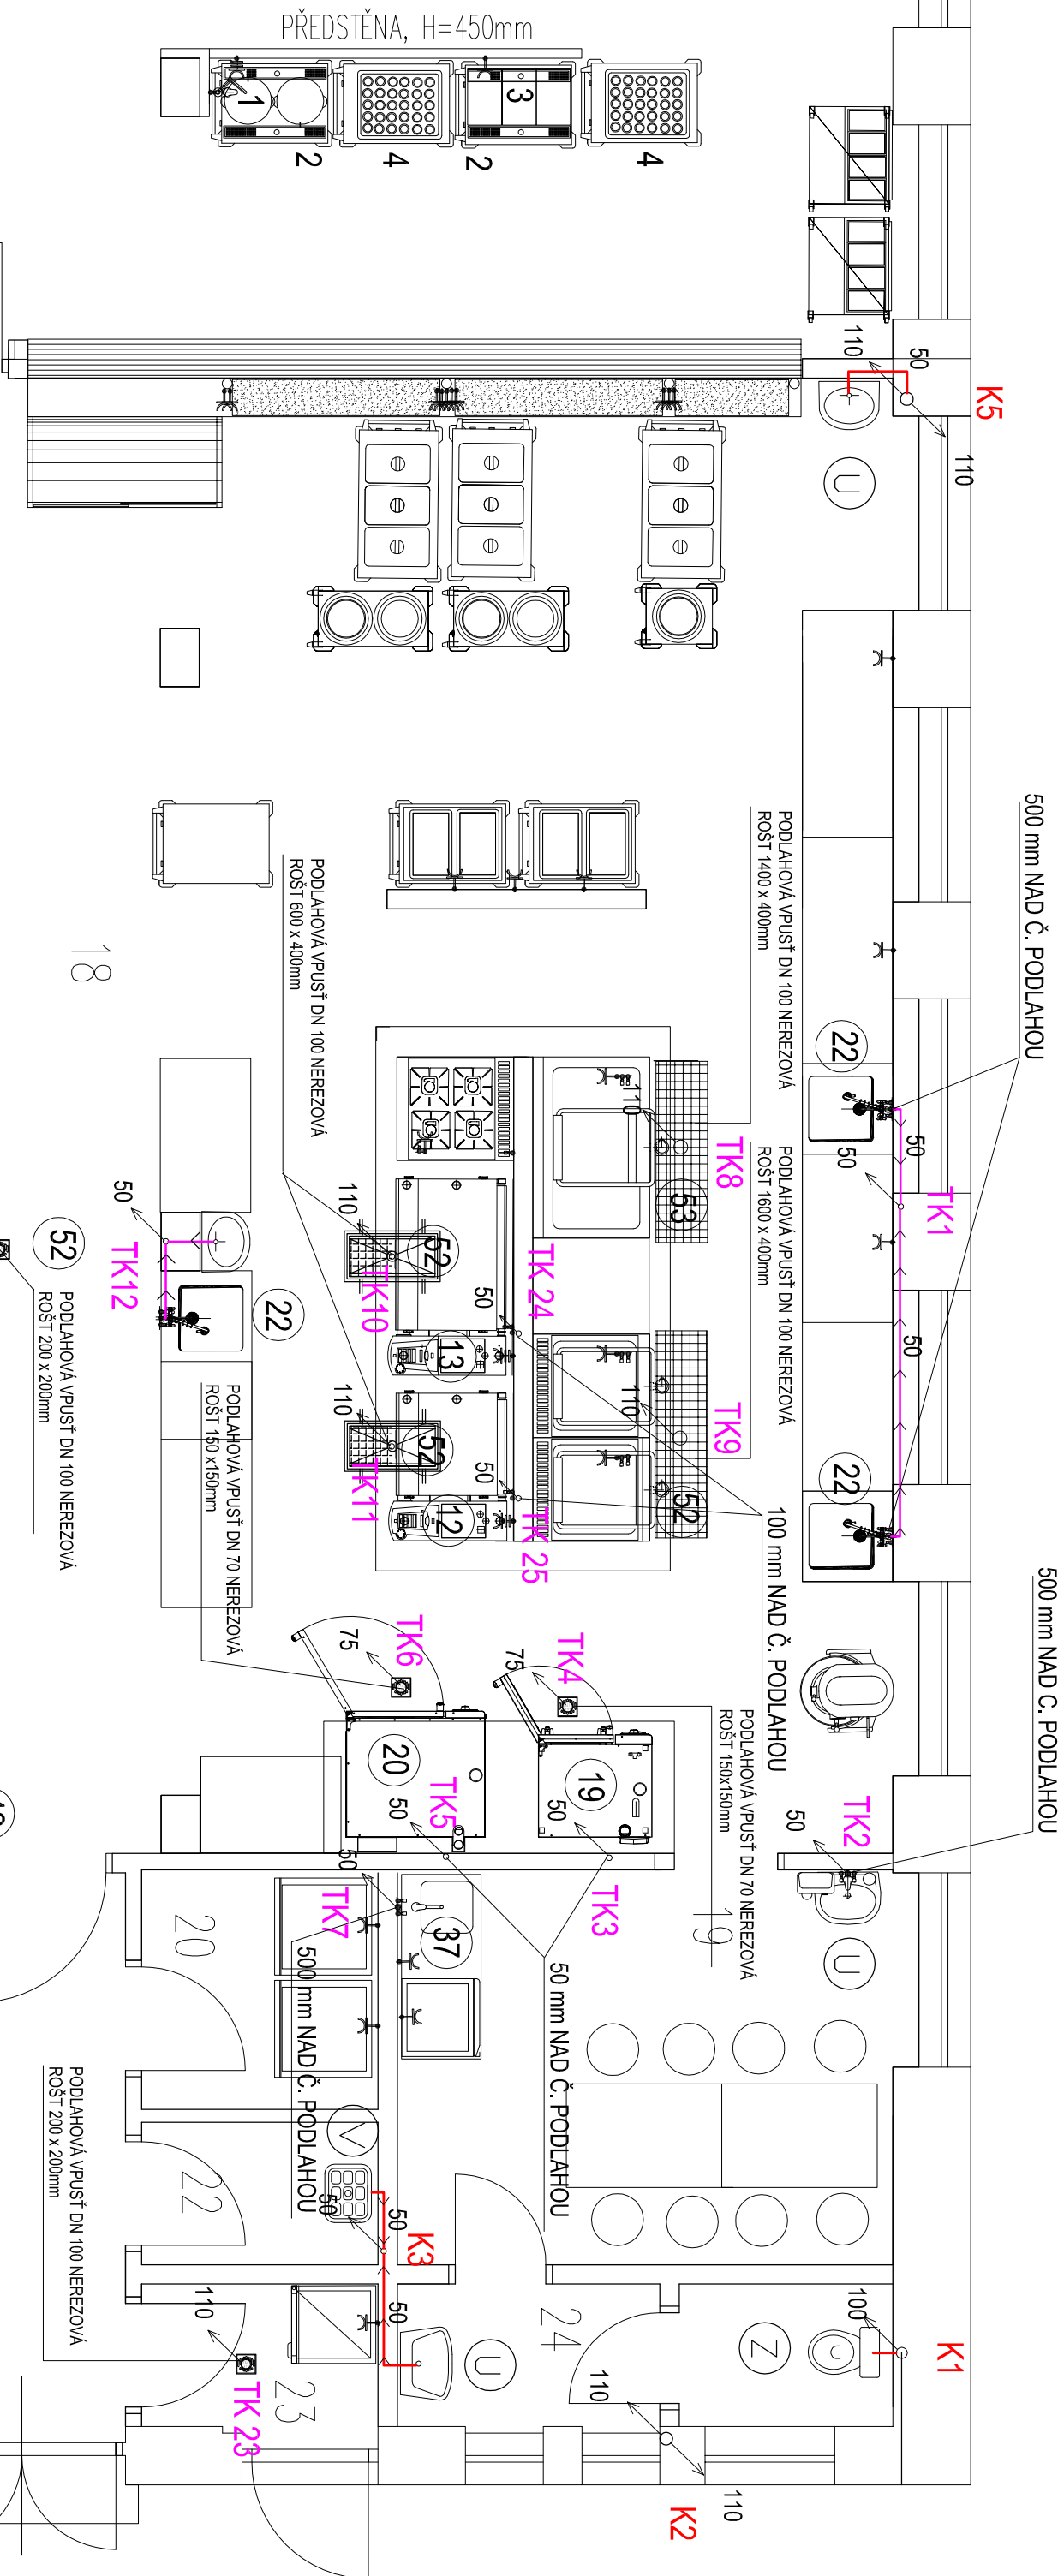 PŘEDSTĚNA, H=450mm
1
3
2
4
2
4
50
110
K5
110
U
500 mm NAD Č. PODLAHOU
PODLAHOVÁ VPUSŤ DN 100 NEREZOVÁ
ROŠT 1400 x 400mm
PODLAHOVÁ VPUSŤ DN 100 NEREZOVÁ
ROŠT 600 x 400mm
18
22
50
50
TK1
50
22
110
TK8
53
PODLAHOVÁ VPUSŤ DN 100 NEREZOVÁ
ROŠT 1600 x 400mm
50
TK12
22
52
PODLAHOVÁ VPUSŤ DN 100 NEREZOVÁ
ROŠT 200 x 200mm
110
52
TK10
50
TK 24
13
110
TK9
52
110
52
TK11
50
TK 25
12
PODLAHOVÁ VPUSŤ DN 70 NEREZOVÁ
ROŠT 150 x150mm
100 mm NAD Č. PODLAHOU
500 mm NAD Č. PODLAHOU
TK6
75
TK4
75
PODLAHOVÁ VPUSŤ DN 70 NEREZOVÁ
ROŠT 150x150mm
20
TK5
50
19
50
TK3
TK2
50
U
19
50
TK7
37
20
500 mm NAD Č. PODLAHOU
50 mm NAD Č. PODLAHOU
PODLAHOVÁ VPUSŤ DN 100 NEREZOVÁ
ROŠT 200 x 200mm
V
22
50
50
K3
50
24
U
Z
100
K1
110
TK 23
23
110
110
K2